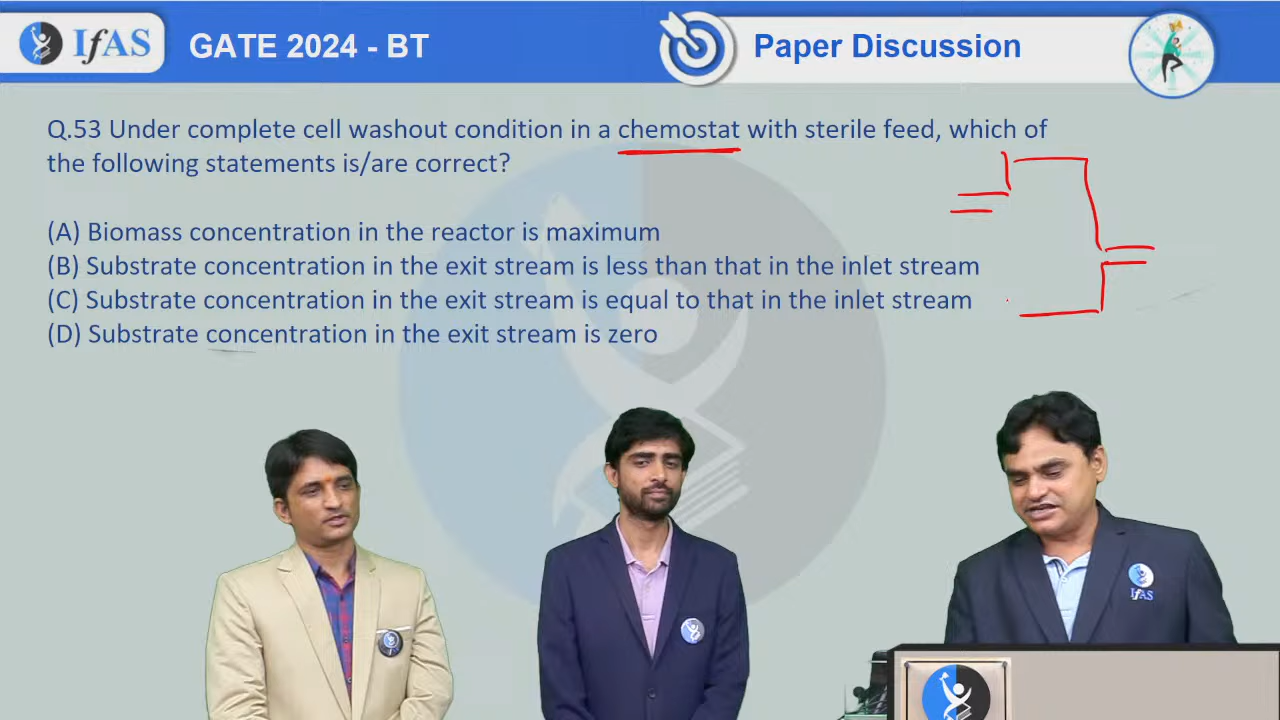 IfAS
GATE 2024 - BT
Paper Discussion
Q.53 Under complete cell washout condition in a chemostat with sterile feed, which of
the following statements is/are correct?
(A) Biomass concentration in the reactor is maximum
(B) Substrate concentration in the exit stream is less than that in the inlet stream
(C) Substrate concentration in the exit stream is equal to that in the inlet stream
(D) Substrate concentration in the exit stream is zero
IfAS